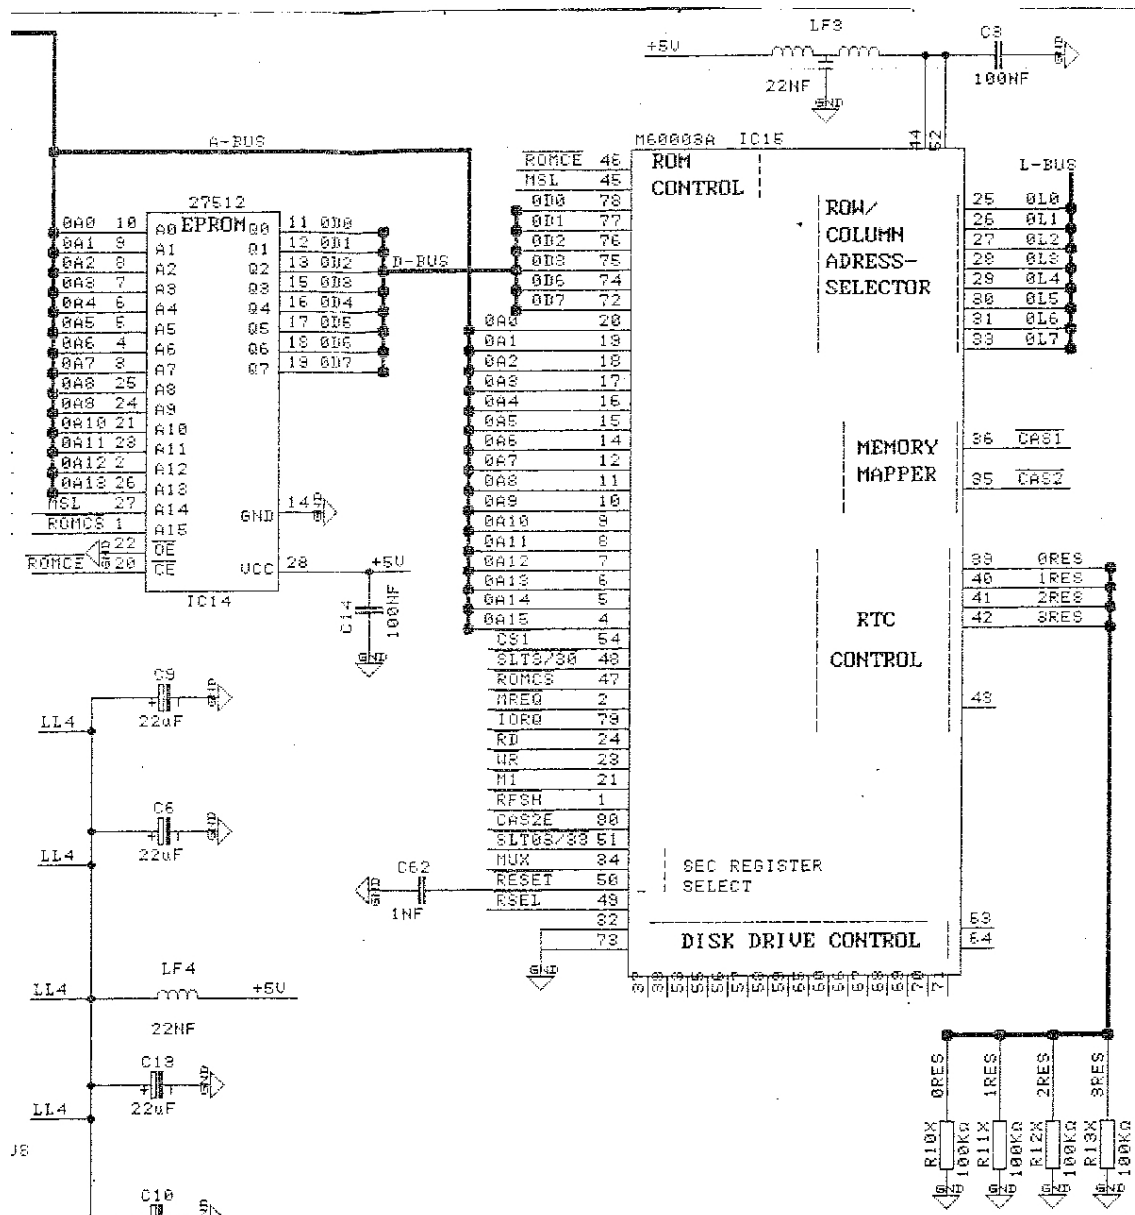 LF3
+5V
C3
GND
22NF
100NF
GND
A-BUS
M60003A IC15
44
52
ROMCE 46
ROM
CONTROL
MSL 45
L-BUS
27512
EPROM
0D0 78
0D1 77
0D2 76
0D3 75
0D6 74
0D7 72
ROW/
COLUMN
ADRESS-
SELECTOR
25 0L0
26 0L1
27 0L2
28 0L3
29 0L4
30 0L5
31 0L6
33 0L7
0A0 10 A0
0A1 9 A1
0A2 8 A2
0A3 7 A3
0A4 6 A4
0A5 5 A5
0A6 4 A6
0A7 3 A7
0A8 25 A8
0A9 24 A9
0A10 21 A10
0A11 23 A11
0A12 2 A12
0A13 26 A13
MSL 27 A14
ROMCS 1 A15
GND 22 OE
ROMCE 20 CE
Q0 11 0D0
Q1 12 0D1
Q2 13 0D2
Q3 15 0D3
Q4 16 0D4
Q5 17 0D5
Q6 18 0D6
Q7 19 0D7
D-BUS
GND 14 GND
VCC 28 +5V
IC14
C14
100NF
GND
0A0 20
0A1 19
0A2 18
0A3 17
0A4 16
0A5 15
0A6 14
0A7 12
0A8 11
0A9 10
0A10 9
0A11 8
0A12 7
0A13 6
0A14 5
0A15 4
CS1 54
SLT3/30 48
ROMCS 47
MREQ 2
IORQ 79
RD 24
WR 23
M1 21
RFSH 1
CAS2E 80
SLT03/33 51
MUX 34
RESET 50
RSEL 49
32
73
GND
MEMORY
MAPPER
36 CAS1
35 CAS2
RTC
CONTROL
39 0RES
40 1RES
41 2RES
42 3RES
43
SEC REGISTER
SELECT
DISK DRIVE CONTROL
53
64
C62
GND
1NF
C9
GND
LL4
22uF
C6
GND
LL4
22uF
LF4
LL4
+5V
22NF
C13
GND
LL4
22uF
C10
0RES
1RES
2RES
3RES
R10X
100KΩ
R11X
100KΩ
R12X
100KΩ
R13X
100KΩ
GND
GND
GND
GND